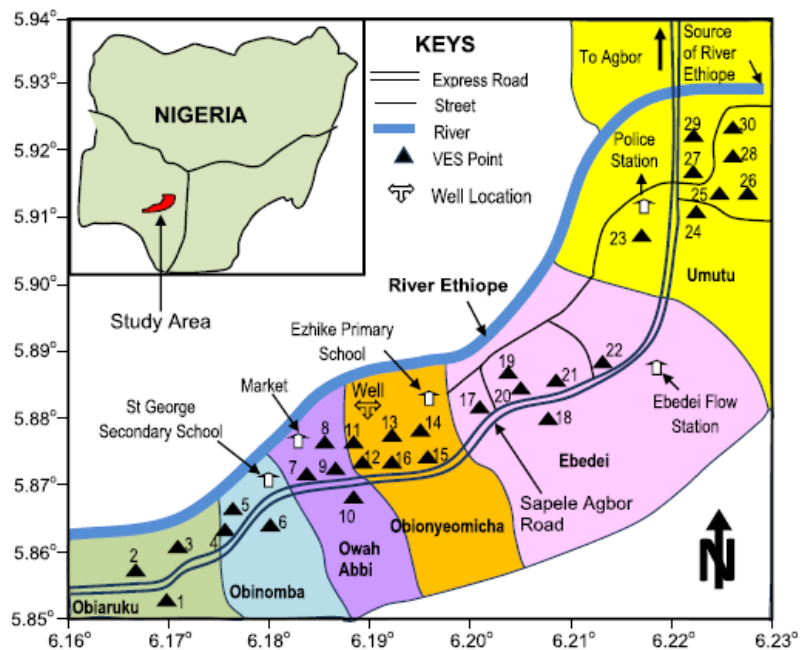 5.94°
5.93°
5.92°
5.91°
5.90°
5.89°
5.88°
5.87°
5.86°
5.85°
6.16°
6.17°
6.18°
6.19°
6.20°
6.21°
6.22°
6.23°
NIGERIA
Study Area
KEYS
Express Road
Street
River
VES Point
Well Location
To Agbor
Source
of River
Ethiope
Police
Station
29
30
27
28
25
26
24
23
Umutu
River Ethiope
Ezhike Primary
School
Market
Well
St George
Secondary School
19
22
21
20
17
18
Ebedei Flow
Station
Ebedei
Sapele Agbor
Road
8
11
13
14
7
9
12
16
15
10
Obionyeomicha
Owah
Abbi
5
4
6
Obinomba
2
3
1
Obiaruku
N